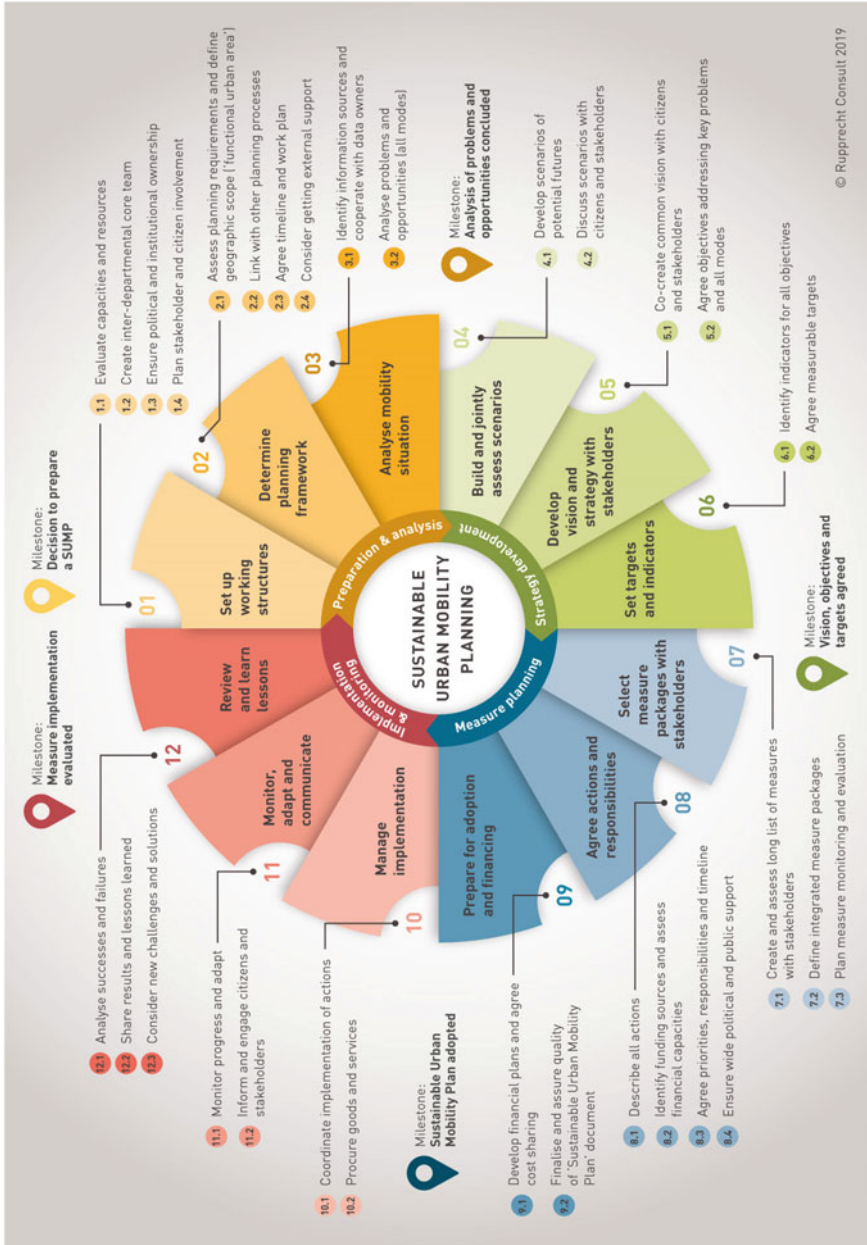 Milestone:
Measure implementation
evaluated
Milestone:
Decision to prepare
a SUMP
SUSTAINABLE
URBAN MOBILITY
PLANNING
Preparation & analysis
Strategy development
Measure planning
Implementation
& monitoring
01
Set up
working
structures
1.1 Evaluate capacities and resources
1.2 Create inter-departmental core team
1.3 Ensure political and institutional ownership
1.4 Plan stakeholder and citizen involvement
02
Determine
planning
framework
2.1 Assess planning requirements and define
geographic scope ('functional urban area')
2.2 Link with other planning processes
2.3 Agree timeline and work plan
2.4 Consider getting external support
03
Analyse mobility
situation
3.1 Identify information sources and
cooperate with data owners
3.2 Analyse problems and
opportunities (all modes)
Milestone:
Analysis of problems and
opportunities concluded
04
Build and jointly
assess scenarios
4.1 Develop scenarios of
potential futures
4.2 Discuss scenarios with
citizens and stakeholders
05
Develop
vision and
strategy with
stakeholders
5.1 Co-create common vision with citizens
and stakeholders
5.2 Agree objectives addressing key problems
and all modes
06
Set targets
and indicators
6.1 Identify indicators for all objectives
6.2 Agree measurable targets
Milestone:
Vision, objectives and
targets agreed
07
Select
measure
packages with
stakeholders
7.1 Create and assess long list of measures
with stakeholders
7.2 Define integrated measure packages
7.3 Plan measure monitoring and evaluation
08
Agree actions and
responsibilities
8.1 Describe all actions
8.2 Identify funding sources and assess
financial capacities
8.3 Agree priorities, responsibilities and timeline
8.4 Ensure wide political and public support
09
Prepare for adoption
and financing
9.1 Develop financial plans and agree
cost sharing
9.2 Finalise and assure quality
of 'Sustainable Urban Mobility
Plan' document
Milestone:
Sustainable Urban
Mobility Plan adopted
10
Manage
implementation
10.1 Coordinate implementation of actions
10.2 Procure goods and services
11
Monitor,
adapt and
communicate
11.1 Monitor progress and adapt
11.2 Inform and engage citizens and
stakeholders
12
Review
and learn
lessons
12.1 Analyse successes and failures
12.2 Share results and lessons learned
12.3 Consider new challenges and solutions
© Rupprecht Consult 2019